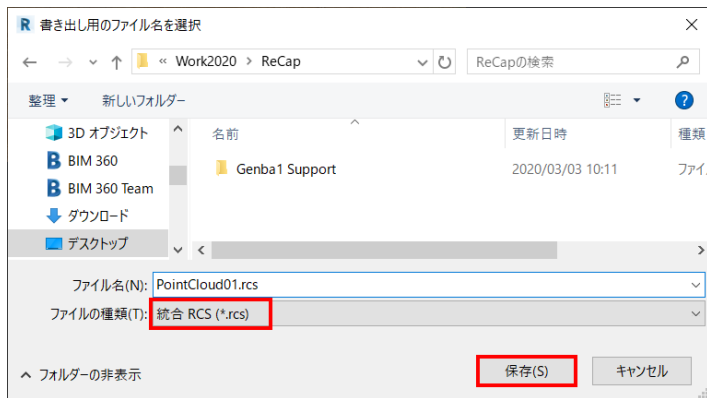 R 書き出し用のファイル名を選択
« Work2020 > ReCap
ReCapの検索
整理
新しいフォルダー
?
3D オブジェクト
名前
更新日時
種類
B BIM 360
Genba1 Support
2020/03/03 10:11
ファイ
B BIM 360 Team
ダウンロード
デスクトップ
ファイル名(N): PointCloud01.rcs
ファイルの種類(T): 統合 RCS (*.rcs)
フォルダーの非表示
保存(S)
キャンセル